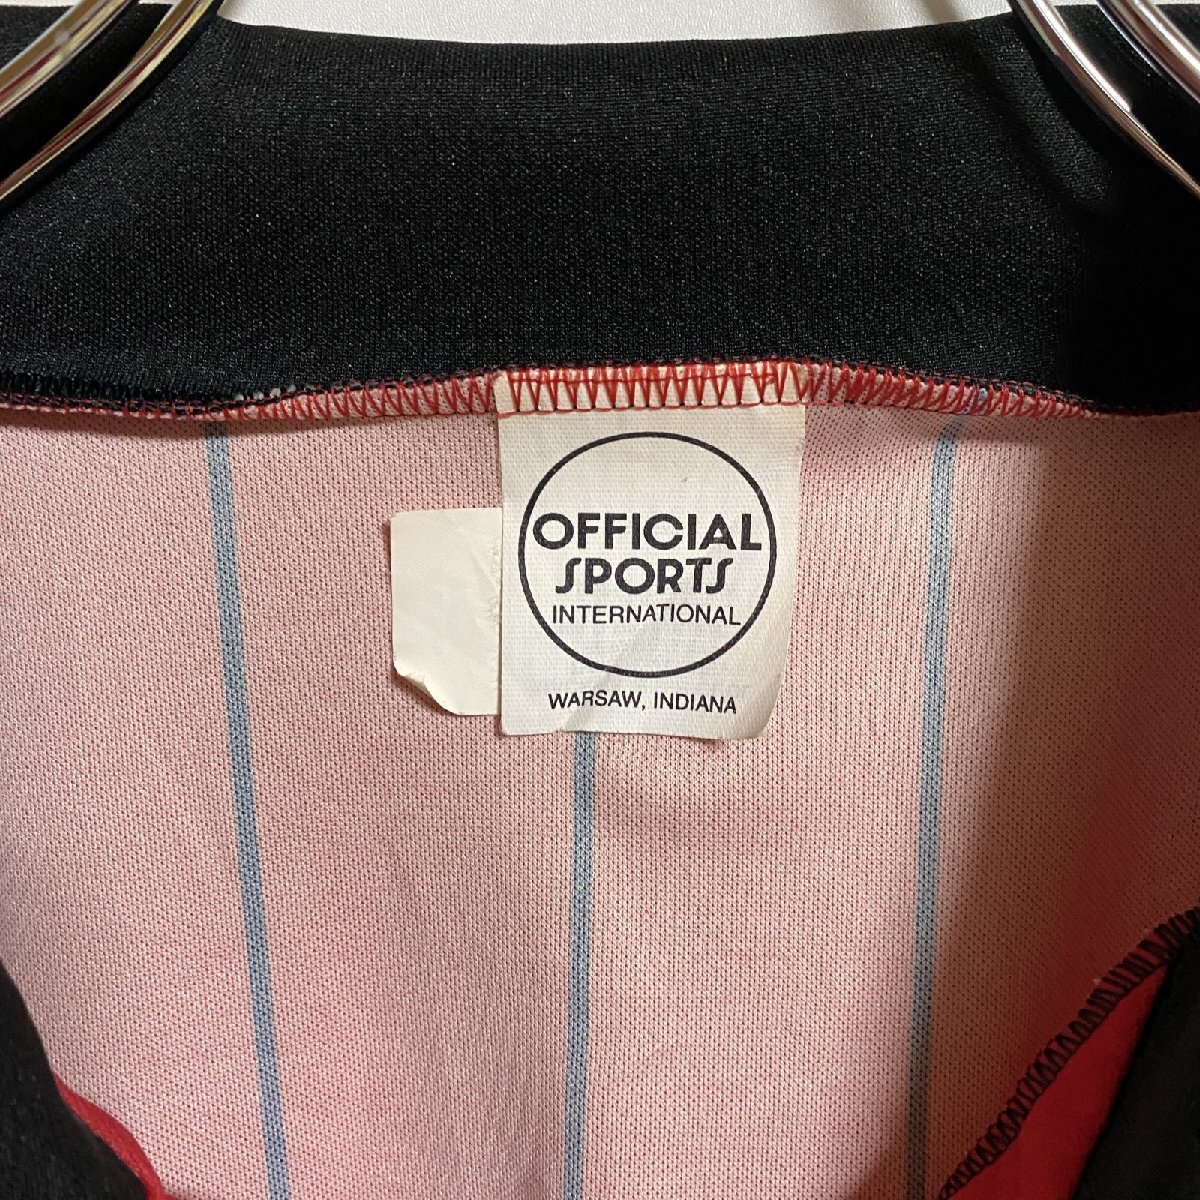 OFFICIAL
SPORTS
INTERNATIONAL
WARSAW, INDIANA